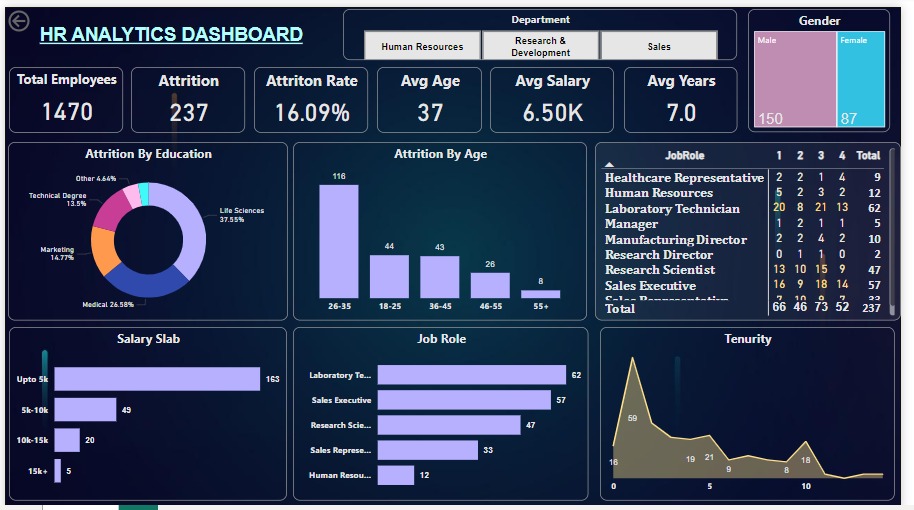 HR ANALYTICS DASHBOARD
Department
Human Resources
Research &
Development
Sales
Gender
Male
Female
150
87
Total Employees
1470
Attrition
237
Attriton Rate
16.09%
Avg Age
37
Avg Salary
6.50K
Avg Years
7.0
Attrition By Education
Other 4.64%
Technical Degree
13.5%
Marketing
14.77%
Medical 26.58%
Life Sciences
37.55%
Attrition By Age
116
44
43
26
8
26-35 18-25 36-45 46-55 55+
JobRole 1 2 3 4 Total
Healthcare Representative 2 2 1 4 9
Human Resources 5 2 3 2 12
Laboratory Technician 20 8 21 13 62
Manager 1 2 1 1 5
Manufacturing Director 2 2 4 2 10
Research Director 0 1 1 0 2
Research Scientist 13 10 15 9 47
Sales Executive 16 9 18 14 57
Total 66 46 73 52 237
Salary Slab
Upto 5k 163
5k-10k 49
10k-15k 20
15k+ 5
Job Role
Laboratory Te... 62
Sales Executive 57
Research Scie... 47
Sales Represe... 33
Human Resou... 12
Tenurity
16
59
19
21
9
8
18
0 5 10